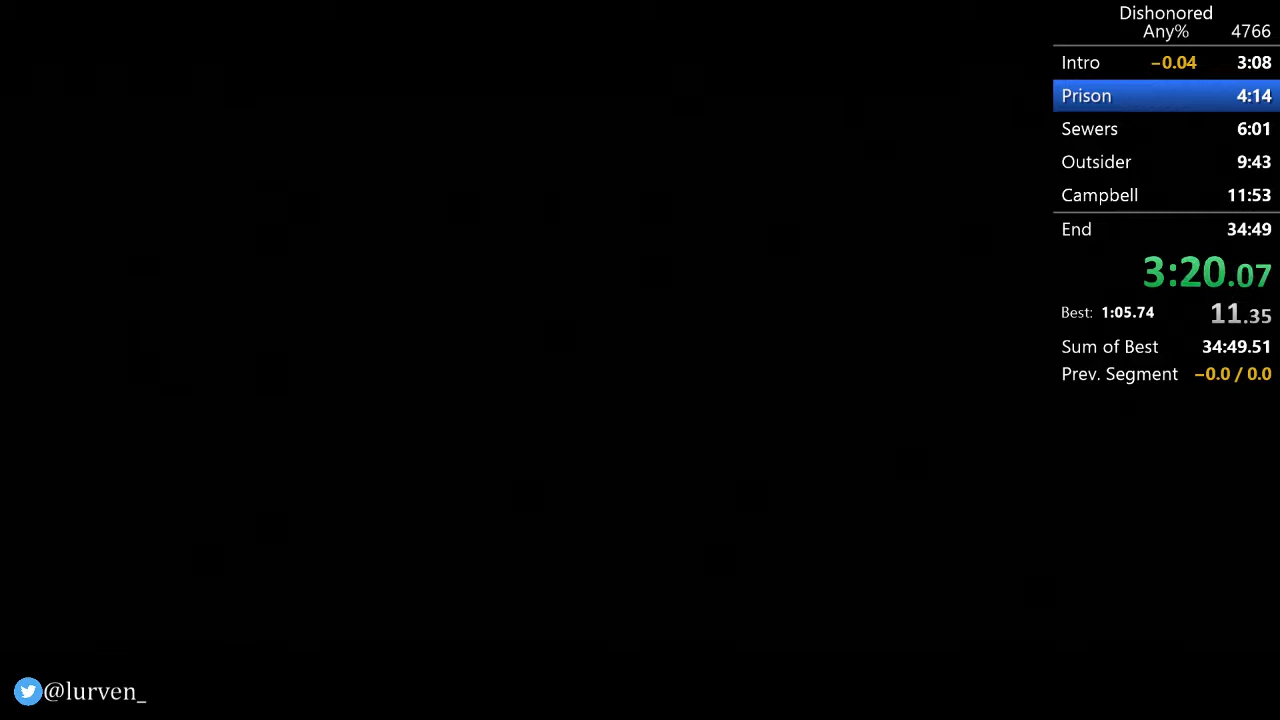 Dishonored
Any% 4766
Intro −0.04 3:08
Prison 4:14
Sewers 6:01
Outsider 9:43
Campbell 11:53
End 34:49
3:20.07
Best: 1:05.74 11.35
Sum of Best 34:49.51
Prev. Segment −0.0 / 0.0
@lurven_